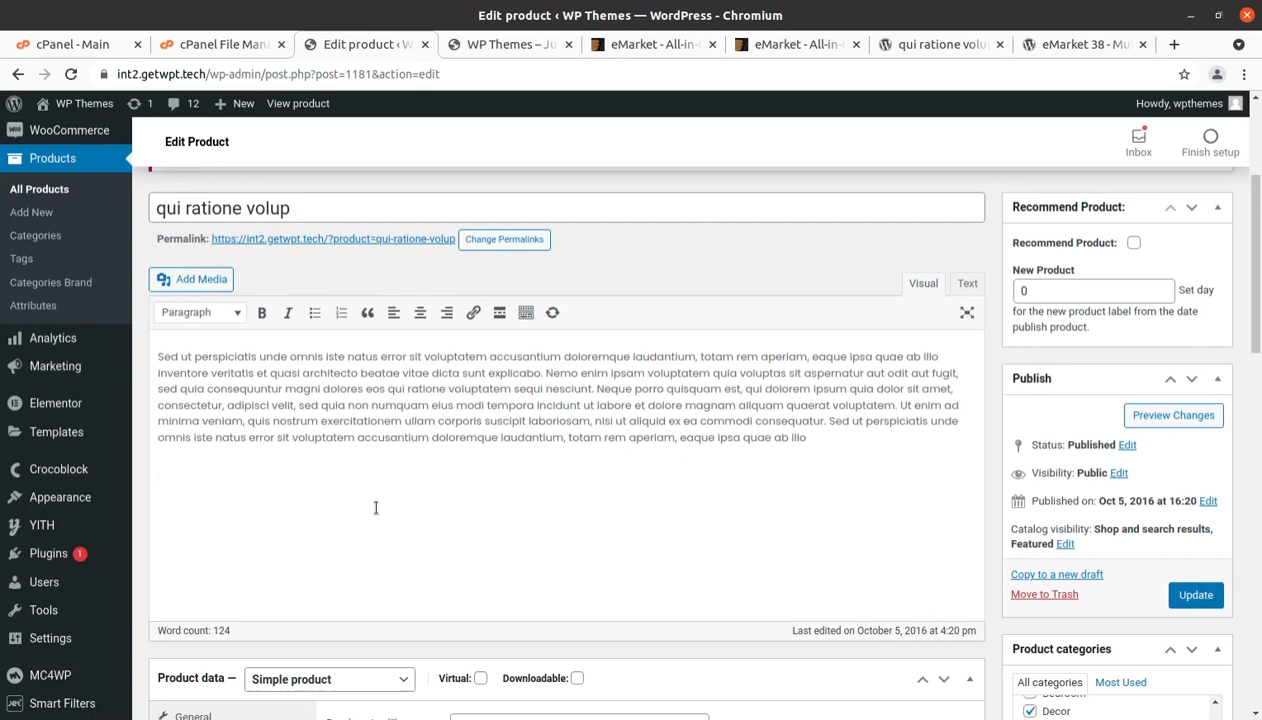 Edit product ‹ WP Themes — WordPress - Chromium
cPanel - Main
cPanel File Man
Edit product ‹ W
WP Themes – Ju
eMarket - All-in-
eMarket - All-in-
qui ratione volu
eMarket 38 - Mu
int2.getwpt.tech/wp-admin/post.php?post=1181&action=edit
WP Themes 1 12 New View product Howdy, wpthemes
WooCommerce
Products
All Products
Add New
Categories
Tags
Categories Brand
Attributes
Analytics
Marketing
Elementor
Templates
Crocoblock
Appearance
YITH
Plugins 1
Users
Tools
Settings
MC4WP
Smart Filters
Edit Product
Inbox
Finish setup
qui ratione volup
Permalink: https://int2.getwpt.tech/?product=qui-ratione-volup Change Permalinks
Add Media
Visual Text
Paragraph
Sed ut perspiciatis unde omnis iste natus error sit voluptatem accusantium doloremque laudantium, totam rem aperiam, eaque ipsa quae ab illo
inventore veritatis et quasi architecto beatae vitae dicta sunt explicabo. Nemo enim ipsam voluptatem quia voluptas sit aspernatur aut odit aut fugit,
sed quia consequuntur magni dolores eos qui ratione voluptatem sequi nesciunt. Neque porro quisquam est, qui dolorem ipsum quia dolor sit amet,
consectetur, adipisci velit, sed quia non numquam eius modi tempora incidunt ut labore et dolore magnam aliquam quaerat voluptatem. Ut enim ad
minima veniam, quis nostrum exercitationem ullam corporis suscipit laboriosam, nisi ut aliquid ex ea commodi consequatur. Sed ut perspiciatis unde
omnis iste natus error sit voluptatem accusantium doloremque laudantium, totam rem aperiam, eaque ipsa quae ab illo
Word count: 124
Last edited on October 5, 2016 at 4:20 pm
Product data — Simple product Virtual: Downloadable:
General
Recommend Product:
Recommend Product:
New Product
0 Set day
for the new product label from the date
publish product.
Publish
Preview Changes
Status: Published Edit
Visibility: Public Edit
Published on: Oct 5, 2016 at 16:20 Edit
Catalog visibility: Shop and search results,
Featured Edit
Copy to a new draft
Move to Trash
Update
Product categories
All categories Most Used
Bedroom
Decor